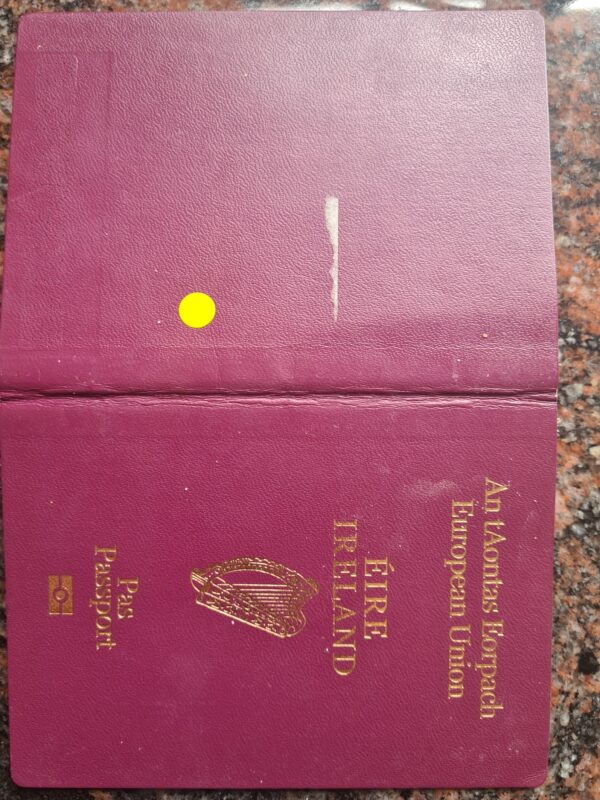 An tAontas Eorpach
European Union
ÉIRE
IRELAND
Pas
Passport